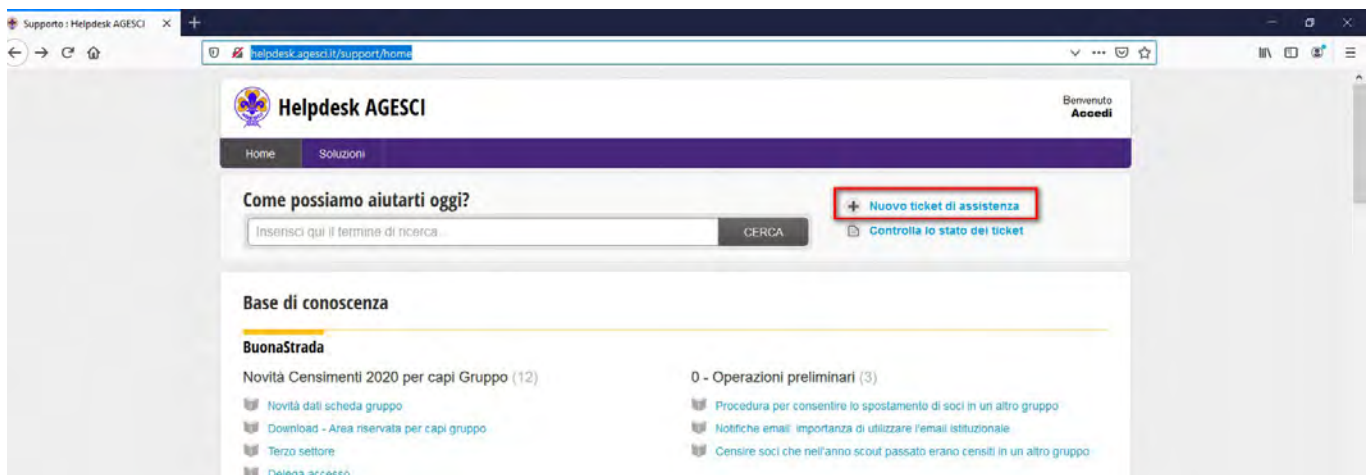 Supporto : Helpdesk AGESCI
helpdesk.agesci.it/support/home
Helpdesk AGESCI
Benvenuto
Accedi
Home Soluzioni
Come possiamo aiutarti oggi?
Nuovo ticket di assistenza
Inserisci qui il termine di ricerca...
CERCA
Controlla lo stato dei ticket
Base di conoscenza
BuonaStrada
Novità Censimenti 2020 per capi Gruppo (12)
0 - Operazioni preliminari (3)
Novità dati scheda gruppo
Procedura per consentire lo spostamento di soci in un altro gruppo
Download - Area riservata per capi gruppo
Notifiche email: importanza di utilizzare l'email istituzionale
Terzo settore
Censire soci che nell'anno scout passato erano censiti in un altro gruppo
Delega accesso